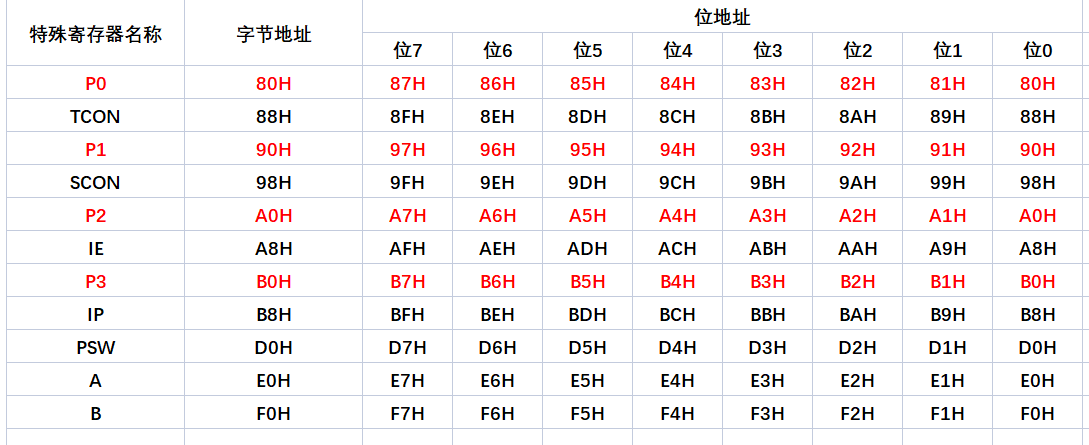 特殊寄存器名称 字节地址 位地址
位7 位6 位5 位4 位3 位2 位1 位0
P0 80H 87H 86H 85H 84H 83H 82H 81H 80H
TCON 88H 8FH 8EH 8DH 8CH 8BH 8AH 89H 88H
P1 90H 97H 96H 95H 94H 93H 92H 91H 90H
SCON 98H 9FH 9EH 9DH 9CH 9BH 9AH 99H 98H
P2 A0H A7H A6H A5H A4H A3H A2H A1H A0H
IE A8H AFH AEH ADH ACH ABH AAH A9H A8H
P3 B0H B7H B6H B5H B4H B3H B2H B1H B0H
IP B8H BFH BEH BDH BCH BBH BAH B9H B8H
PSW D0H D7H D6H D5H D4H D3H D2H D1H D0H
A E0H E7H E6H E5H E4H E3H E2H E1H E0H
B F0H F7H F6H F5H F4H F3H F2H F1H F0H